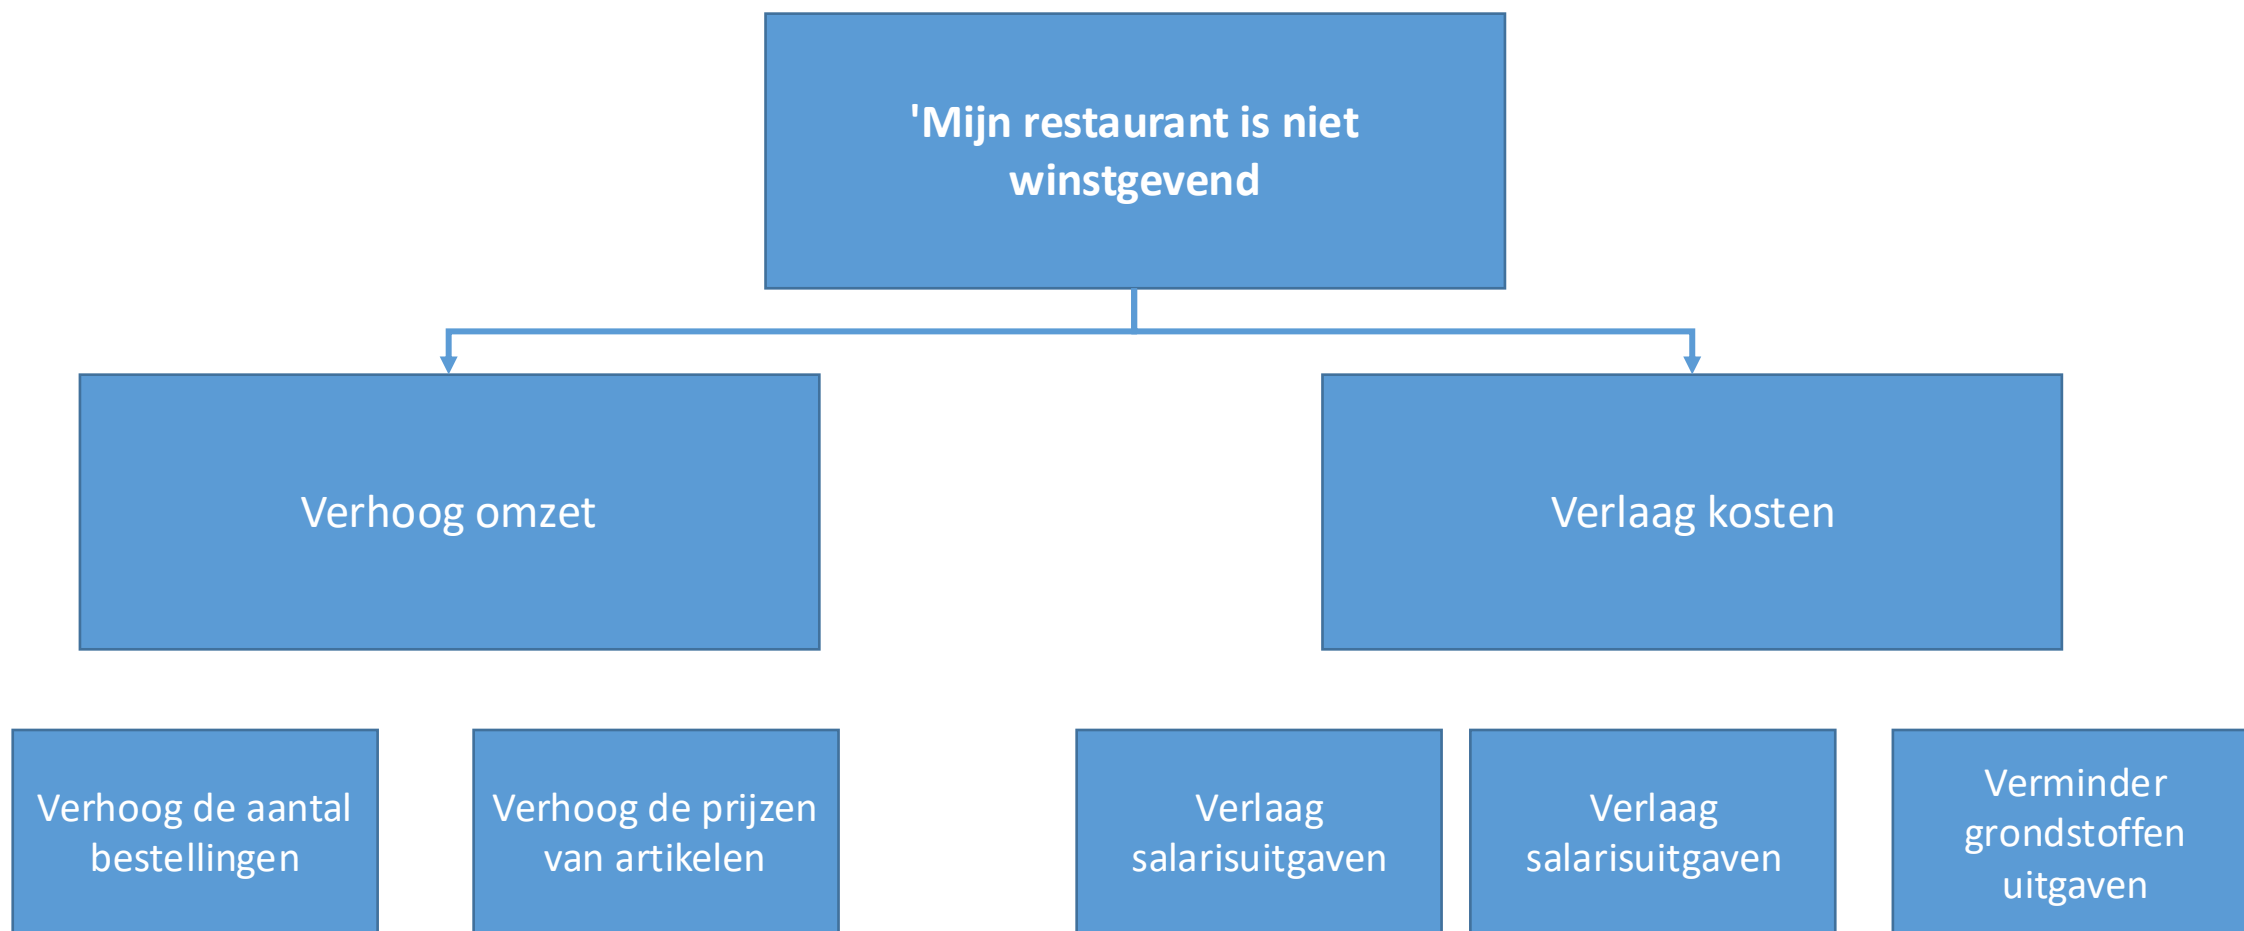 'Mijn restaurant is niet
winstgevend
Verhoog omzet
Verlaag kosten
Verhoog de aantal
bestellingen
Verhoog de prijzen
van artikelen
Verlaag
salarisuitgaven
Verlaag
salarisuitgaven
Verminder
grondstoffen
uitgaven